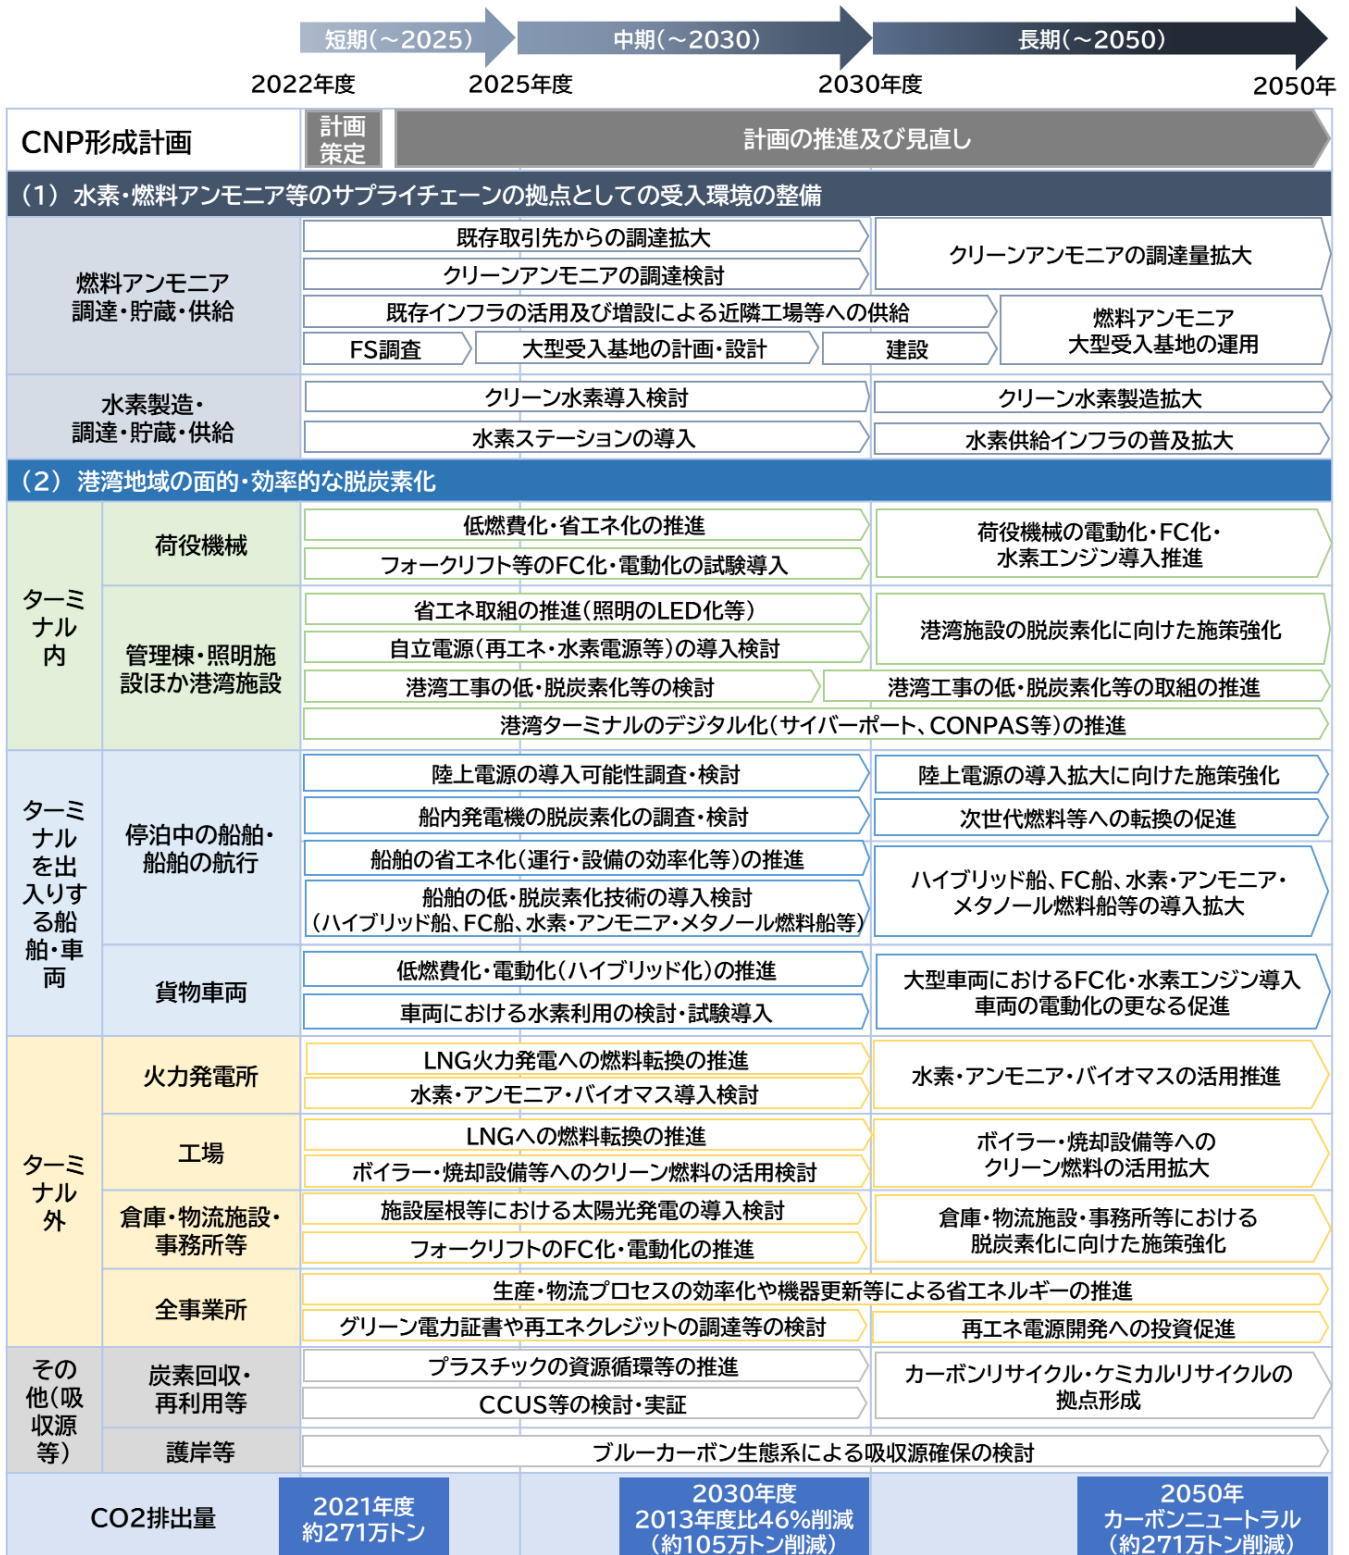 短期（～2025）
中期（～2030）
長期（～2050）
2022年度
2025年度
2030年度
2050年
CNP形成計画
計画
策定
計画の推進及び見直し
（1）水素・燃料アンモニア等のサプライチェーンの拠点としての受入環境の整備
燃料アンモニア
調達・貯蔵・供給
既存取引先からの調達拡大
クリーンアンモニアの調達検討
クリーンアンモニアの調達量拡大
既存インフラの活用及び増設による近隣工場等への供給
FS調査
大型受入基地の計画・設計
建設
燃料アンモニア
大型受入基地の運用
水素製造・
調達・貯蔵・供給
クリーン水素導入検討
クリーン水素製造拡大
水素ステーションの導入
水素供給インフラの普及拡大
（2）港湾地域の面的・効率的な脱炭素化
ターミ
ナル
内
荷役機械
低燃費化・省エネ化の推進
フォークリフト等のFC化・電動化の試験導入
荷役機械の電動化・FC化・
水素エンジン導入推進
管理棟・照明施
設ほか港湾施設
省エネ取組の推進（照明のLED化等）
自立電源（再エネ・水素電源等）の導入検討
港湾施設の脱炭素化に向けた施策強化
港湾工事の低・脱炭素化等の検討
港湾工事の低・脱炭素化等の取組の推進
港湾ターミナルのデジタル化（サイバーポート、CONPAS等）の推進
ターミ
ナル
を出
入りす
る船
舶・車
両
停泊中の船舶・
船舶の航行
陸上電源の導入可能性調査・検討
陸上電源の導入拡大に向けた施策強化
船内発電機の脱炭素化の調査・検討
次世代燃料等への転換の促進
船舶の省エネ化（運行・設備の効率化等）の推進
船舶の低・脱炭素化技術の導入検討
（ハイブリッド船、FC船、水素・アンモニア・メタノール燃料船等）
ハイブリッド船、FC船、水素・アンモニア・
メタノール燃料船等の導入拡大
貨物車両
低燃費化・電動化（ハイブリッド化）の推進
車両における水素利用の検討・試験導入
大型車両におけるFC化・水素エンジン導入
車両の電動化の更なる促進
ターミ
ナル
外
火力発電所
LNG火力発電への燃料転換の推進
水素・アンモニア・バイオマス導入検討
水素・アンモニア・バイオマスの活用推進
工場
LNGへの燃料転換の推進
ボイラー・焼却設備等へのクリーン燃料の活用検討
ボイラー・焼却設備等への
クリーン燃料の活用拡大
倉庫・物流施設・
事務所等
施設屋根等における太陽光発電の導入検討
フォークリフトのFC化・電動化の推進
倉庫・物流施設・事務所等における
脱炭素化に向けた施策強化
全事業所
生産・物流プロセスの効率化や機器更新等による省エネルギーの推進
グリーン電力証書や再エネクレジットの調達等の検討
再エネ電源開発への投資促進
その
他（吸
収源
等）
炭素回収・
再利用等
プラスチックの資源循環等の推進
CCUS等の検討・実証
カーボンリサイクル・ケミカルリサイクルの
拠点形成
護岸等
ブルーカーボン生態系による吸収源確保の検討
CO2排出量
2021年度
約271万トン
2030年度
2013年度比46%削減
（約105万トン削減）
2050年
カーボンニュートラル
（約271万トン削減）